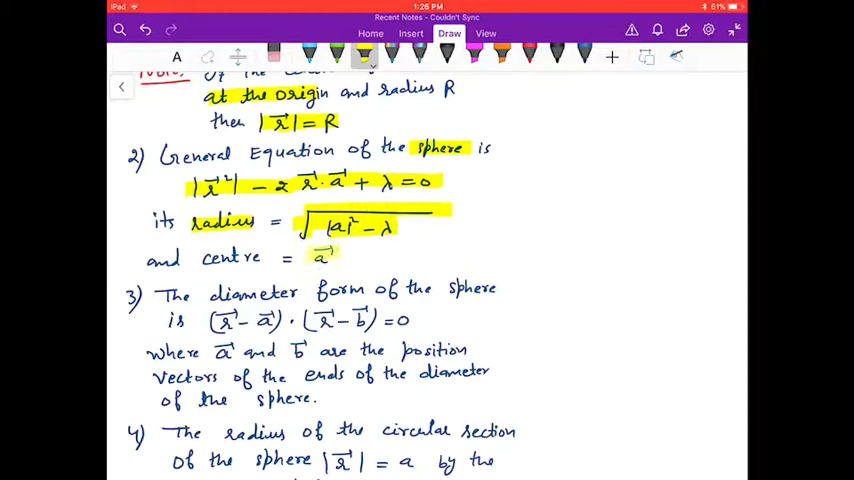 iPad
1:26 PM
61%
Recent Notes - Couldn't Sync
Home Insert Draw View
Note:
of the
at the origin and radius R
then |r⃗| = R
2) General Equation of the sphere is
|r⃗²| - 2 r⃗·a⃗ + λ = 0
its radius = √(|a|² - λ)
and centre = a⃗
3) The diameter form of the sphere
is (r⃗ - a⃗)·(r⃗ - b⃗) = 0
where a⃗ and b⃗ are the position
vectors of the ends of the diameter
of the sphere.
4) The radius of the circular section
of the sphere |r⃗| = a by the